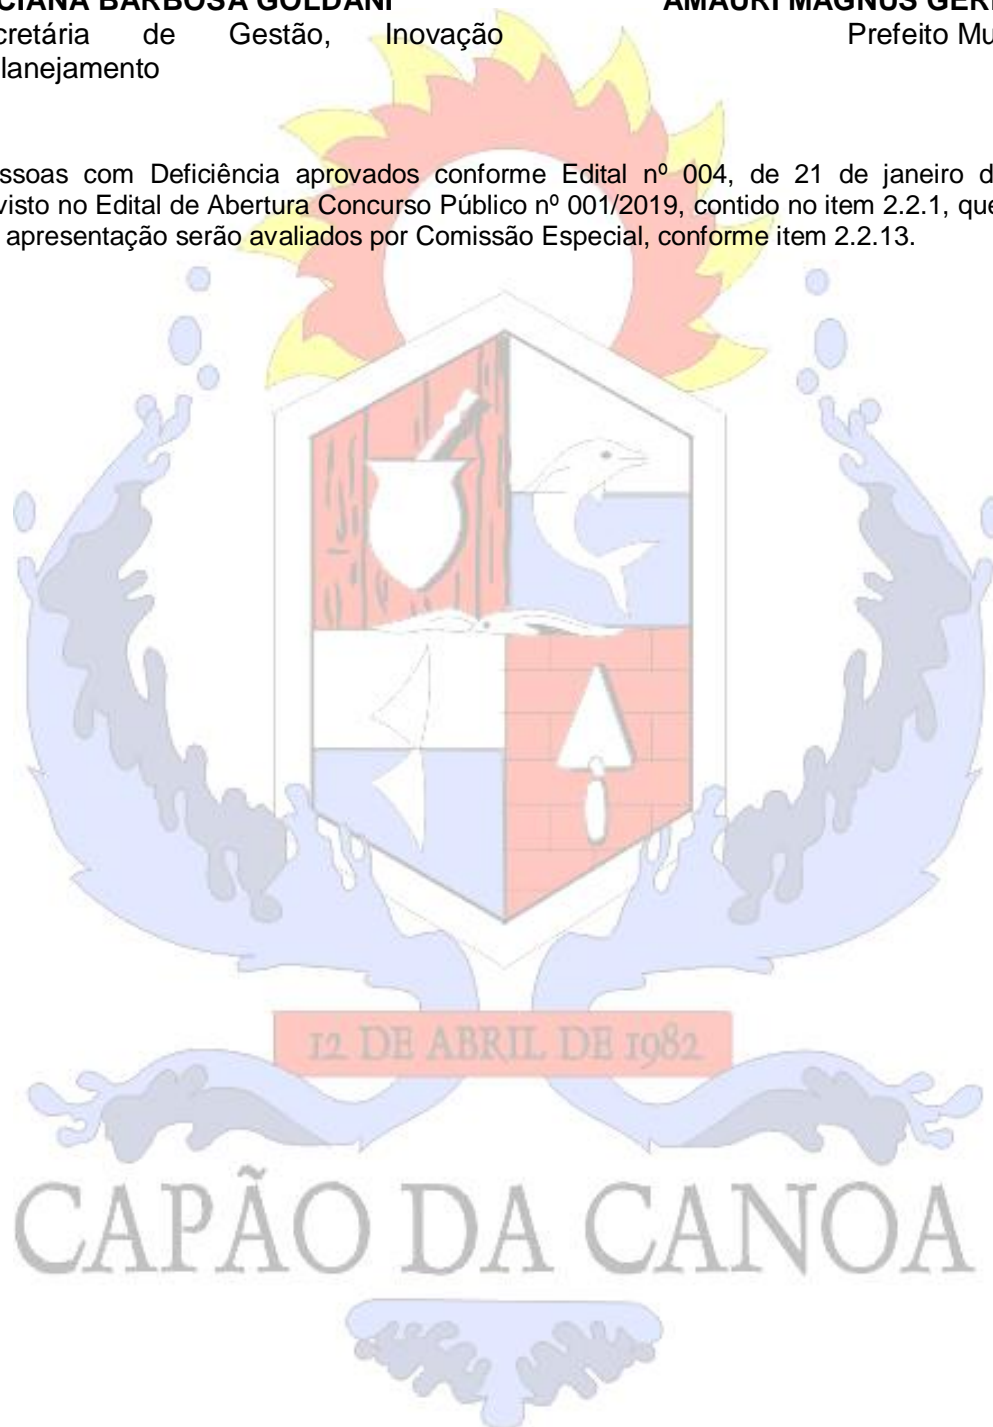 CIANA BARBOSA GOLDANI AMAURI MAGNUS GER
cretária de Gestão, Inovação Prefeito Mu
lanejamento
ssoas com Deficiência aprovados conforme Edital nº 004, de 21 de janeiro d
visto no Edital de Abertura Concurso Público nº 001/2019, contido no item 2.2.1, que
apresentação serão avaliados por Comissão Especial, conforme item 2.2.13.
12 DE ABRIL DE 1982
CAPÃO DA CANOA